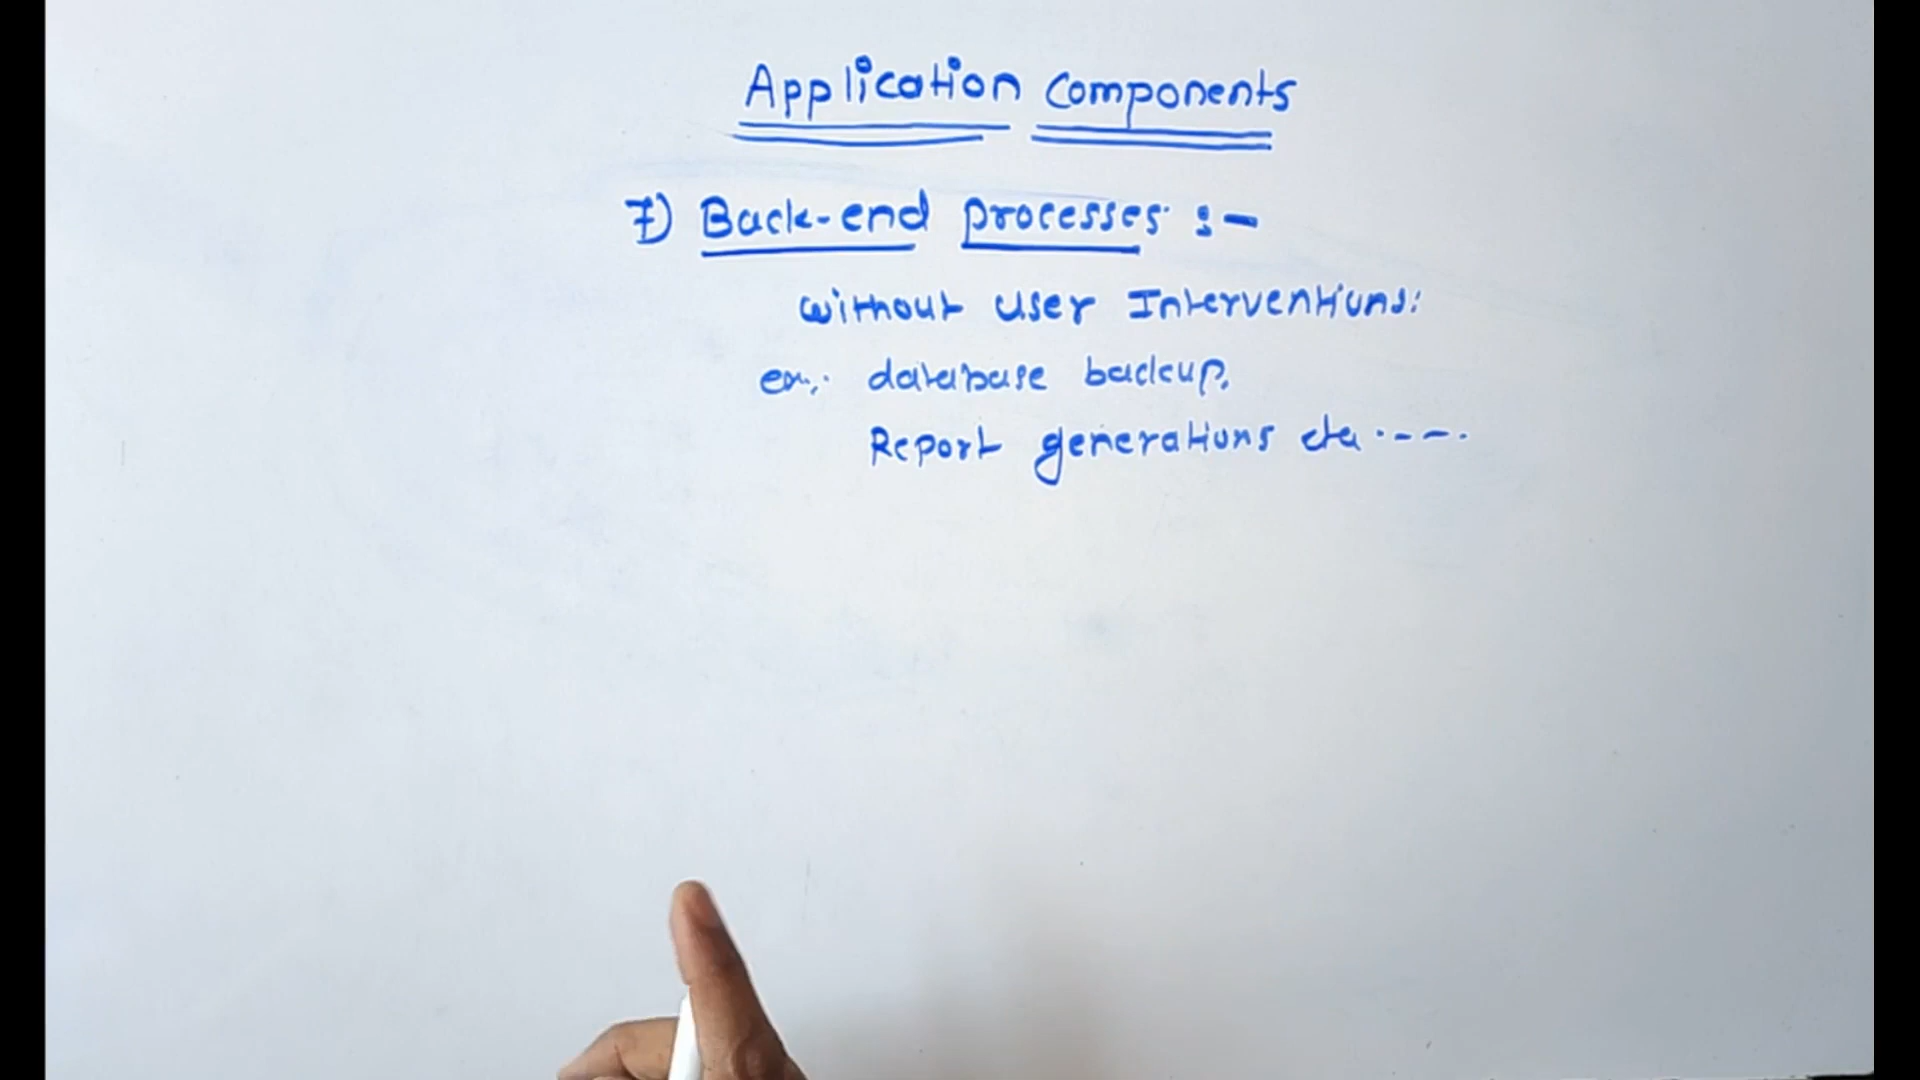 Application Components
7) Back-end processes :-
without user Interventions.
ex:. database backup,
Report generations etc .---.